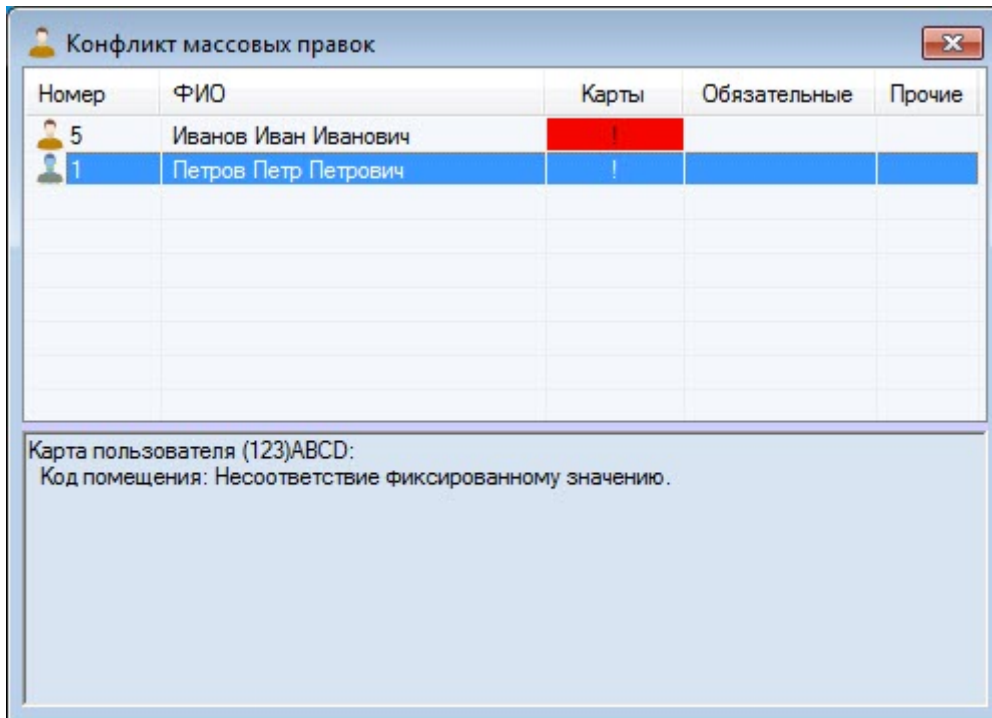 Конфликт массовых правок
Номер ФИО Карты Обязательные Прочие
5 Иванов Иван Иванович !
1 Петров Петр Петрович !
Карта пользователя (123)ABCD:
Код помещения: Несоответствие фиксированному значению.